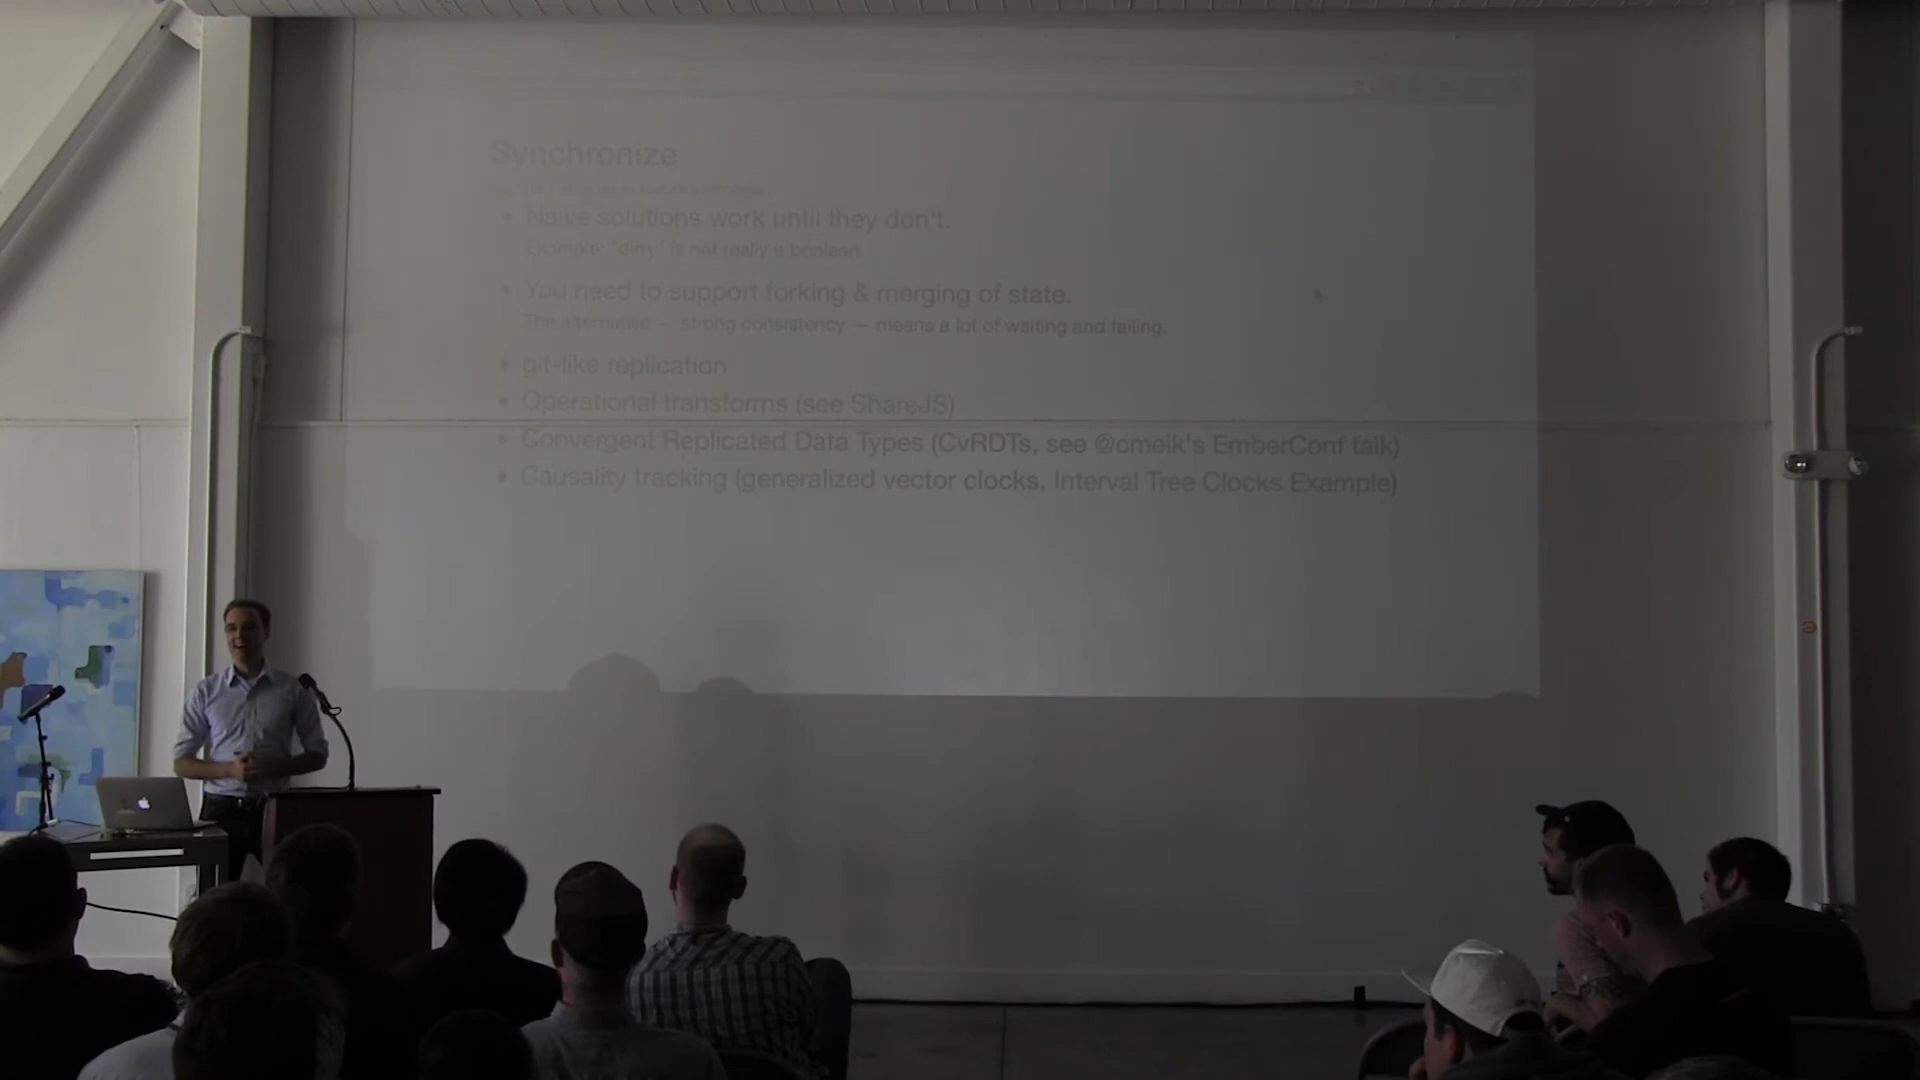 Synchronize
• Naive solutions work until they don't.
Example: "dirty" is not really a boolean.
• You need to support forking & merging of state.
The alternative — strong consistency — means a lot of waiting and failing.
• git-like replication
• Operational transforms (see ShareJS)
• Convergent Replicated Data Types (CvRDTs, see @cmeik's EmberConf talk)
• Causality tracking (generalized vector clocks, Interval Tree Clocks Example)